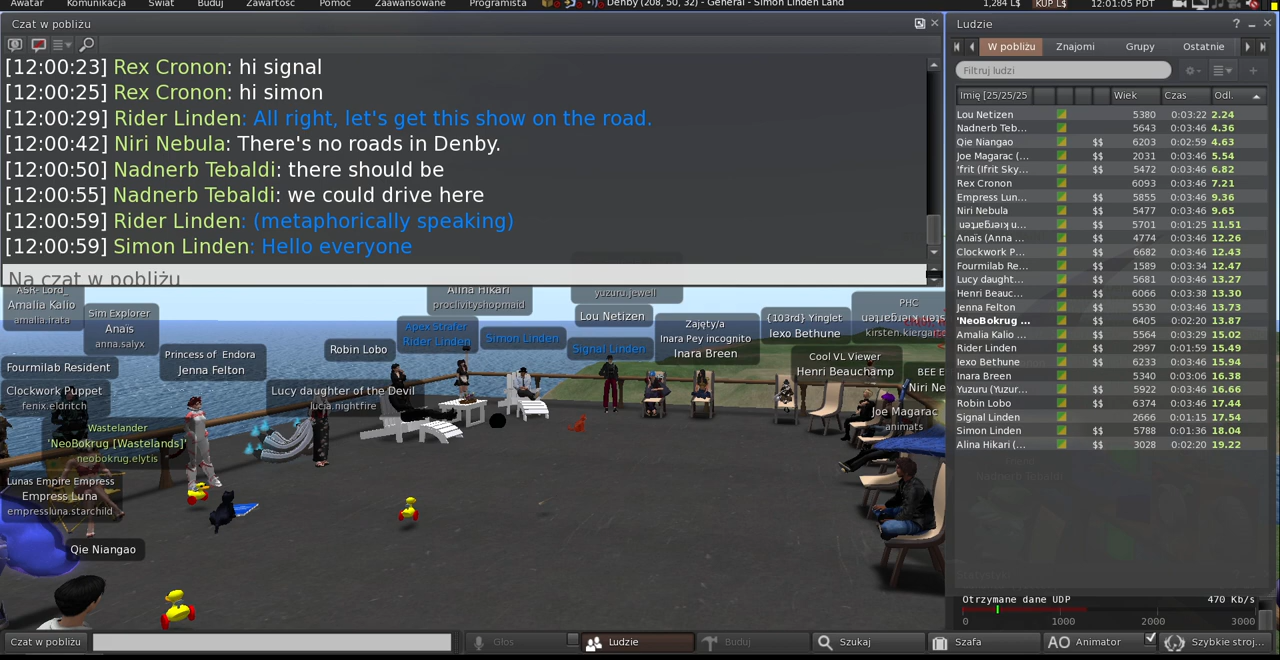 Awatar Komunikacja Świat Buduj Zawartość Pomoc Zaawansowane Programista Denby (208, 50, 32) - General - Simon Linden Land 1,284 L$ KUP L$ 12:01:05 PDT
Czat w pobliżu
[12:00:23] Rex Cronon: hi signal
[12:00:25] Rex Cronon: hi simon
[12:00:29] Rider Linden: All right, let's get this show on the road.
[12:00:42] Niri Nebula: There's no roads in Denby.
[12:00:50] Nadnerb Tebaldi: there should be
[12:00:55] Nadnerb Tebaldi: we could drive here
[12:00:59] Rider Linden: (metaphorically speaking)
[12:00:59] Simon Linden: Hello everyone
Na czat w pobliżu
Ludzie
W pobliżu Znajomi Grupy Ostatnie
Filtruj ludzi
Imię [25/25/25 Wiek Czas Odl.
Lou Netizen 5380 0:03:22 2.24
Nadnerb Teb... 5643 0:03:46 4.36
Qie Niangao $$ 6203 0:02:59 4.63
Joe Magarac (... $$ 2031 0:03:46 5.54
'frit (Ifrit Sky... $$ 5472 0:03:46 6.82
Rex Cronon 6093 0:03:46 7.21
Empress Lun... $$ 5855 0:03:46 9.36
Niri Nebula $$ 5477 0:03:46 9.65
$$ 5701 0:01:25 11.51
Anaïs (Anna ... $$ 4774 0:03:46 12.26
Clockwork P... $$ 6682 0:03:46 12.43
Fourmilab Re... $$ 1589 0:03:34 12.47
Lucy daught... $$ 5681 0:03:46 13.27
Henri Beauc... $$ 6066 0:03:38 13.30
Jenna Felton $$ 5530 0:03:46 13.73
'NeoBokrug ... $$ 6405 0:02:20 13.87
Amalia Kalio ... $$ 5564 0:03:29 15.02
Rider Linden $$ 2997 0:01:59 15.49
Iexo Bethune $$ 6233 0:03:46 15.94
Inara Breen 5340 0:03:06 16.38
Yuzuru (Yuzur... $$ 5922 0:03:46 16.66
Robin Lobo $$ 6374 0:03:46 17.44
Signal Linden 2666 0:01:15 17.54
Simon Linden $$ 5788 0:01:36 18.04
Alina Hikari (... $$ 3028 0:02:20 19.22
ASR- Lord_
Amalia Kalio
amalia.irata
Sim Explorer
Anaïs
anna.salyx
Fourmilab Resident
Princess of Endora
Jenna Felton
Clockwork Puppet
fenix.eldritch
Wastelander
'NeoBokrug [Wastelands]'
neobokrug.elytis
Lunas Empire Empress
Empress Luna
empressluna.starchild
Qie Niangao
Lucy daughter of the Devil
lucia.nightfire
Robin Lobo
Apex Strafer
Rider Linden
Alina Hikari
proclivityshopmaid
Simon Linden
yuzuru.jewell
Lou Netizen
Signal Linden
Zajęty/a
Inara Pey incognito
Inara Breen
{103rd} Yinglet
Iexo Bethune
PHC
kirsten.kiergarz
Cool VL Viewer
Henri Beauchamp
BEE E
Niri Ne
Joe Magarac
animats
Otrzymane dane UDP 470 Kb/s
0 1000 2000 3000
Czat w pobliżu Głos Ludzie Buduj Szukaj Szafa AO Animator Szybkie stroj...